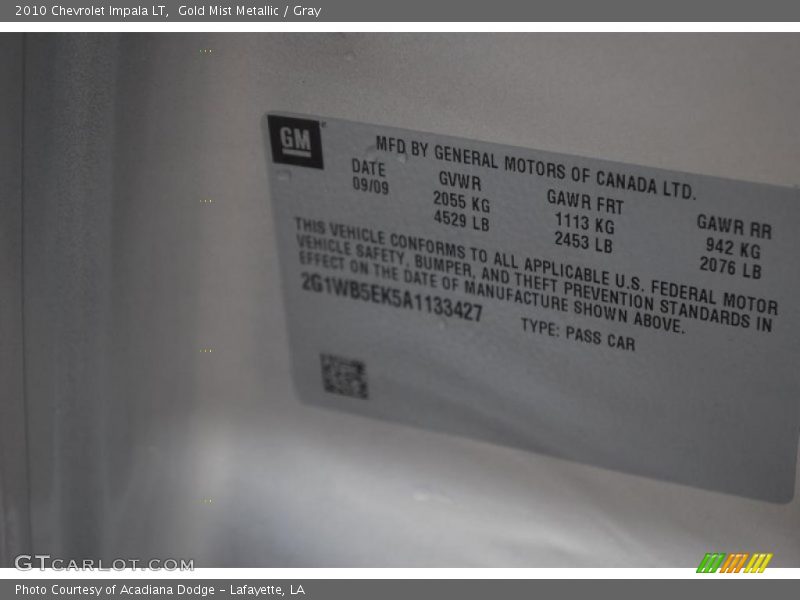 2010 Chevrolet Impala LT,  Gold Mist Metallic / Gray
GM
MFD BY GENERAL MOTORS OF CANADA LTD.
DATE GVWR GAWR FRT GAWR RR
09/09 2055 KG 1113 KG 942 KG
4529 LB 2453 LB 2076 LB
THIS VEHICLE CONFORMS TO ALL APPLICABLE U.S. FEDERAL MOTOR
VEHICLE SAFETY, BUMPER, AND THEFT PREVENTION STANDARDS IN
EFFECT ON THE DATE OF MANUFACTURE SHOWN ABOVE.
2G1WB5EK5A1133427 TYPE: PASS CAR
GTCARLOT.COM
Photo Courtesy of Acadiana Dodge - Lafayette, LA